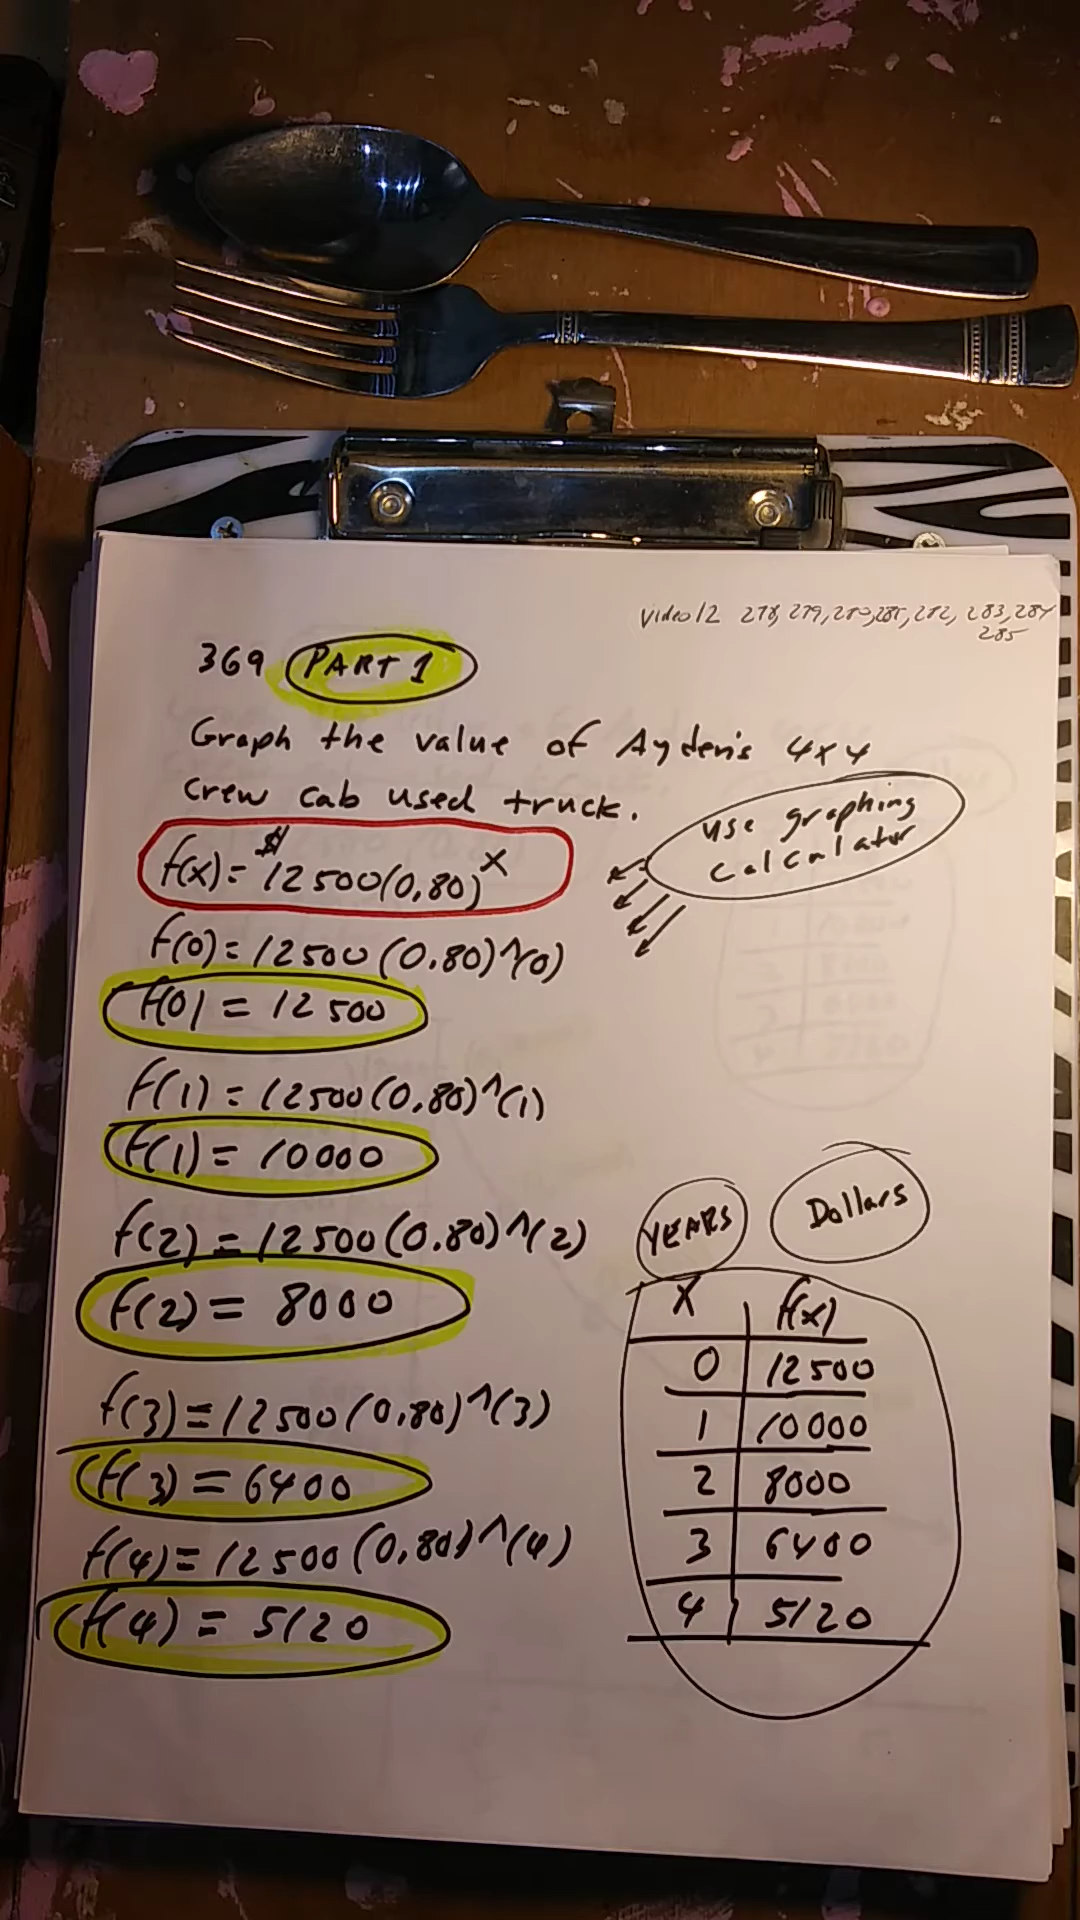 Video 12 278, 279, 280, 281, 282, 283, 284
285
369 PART 1
Graph the value of Ayden's 4x4
crew cab used truck.
use graphing
calculator
f(x) = $12500(0.80)^x
f(0) = 12500(0.80)^(0)
f(0) = 12500
f(1) = 12500(0.80)^(1)
f(1) = 10000
f(2) = 12500(0.80)^(2)
f(2) = 8000
f(3) = 12500(0.80)^(3)
f(3) = 6400
f(4) = 12500(0.80)^(4)
f(4) = 5120
YEARS Dollars
X f(x)
0 12500
1 10000
2 8000
3 6400
4 5120